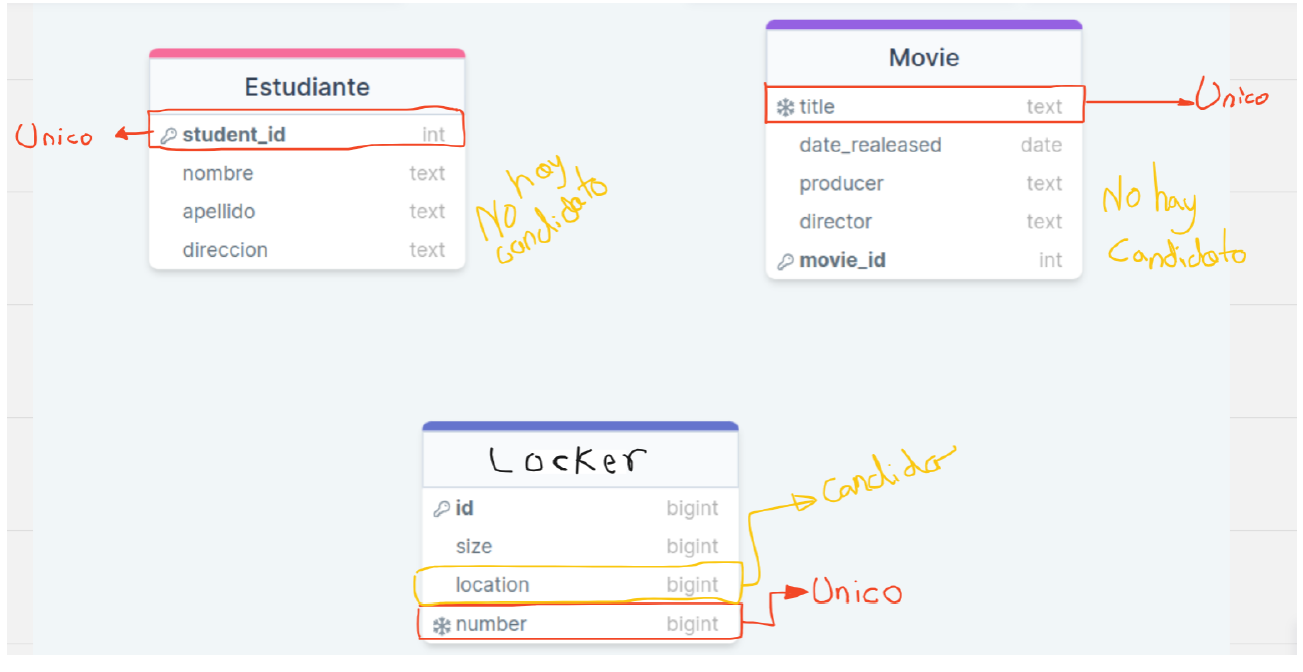 Estudiante
Unico
student_id int
nombre text
apellido text
direccion text
No hay
candidato
Movie
title text
Unico
date_realeased date
producer text
director text
movie_id int
No hay
Candidato
Locker
id bigint
size bigint
location bigint
number bigint
Unico